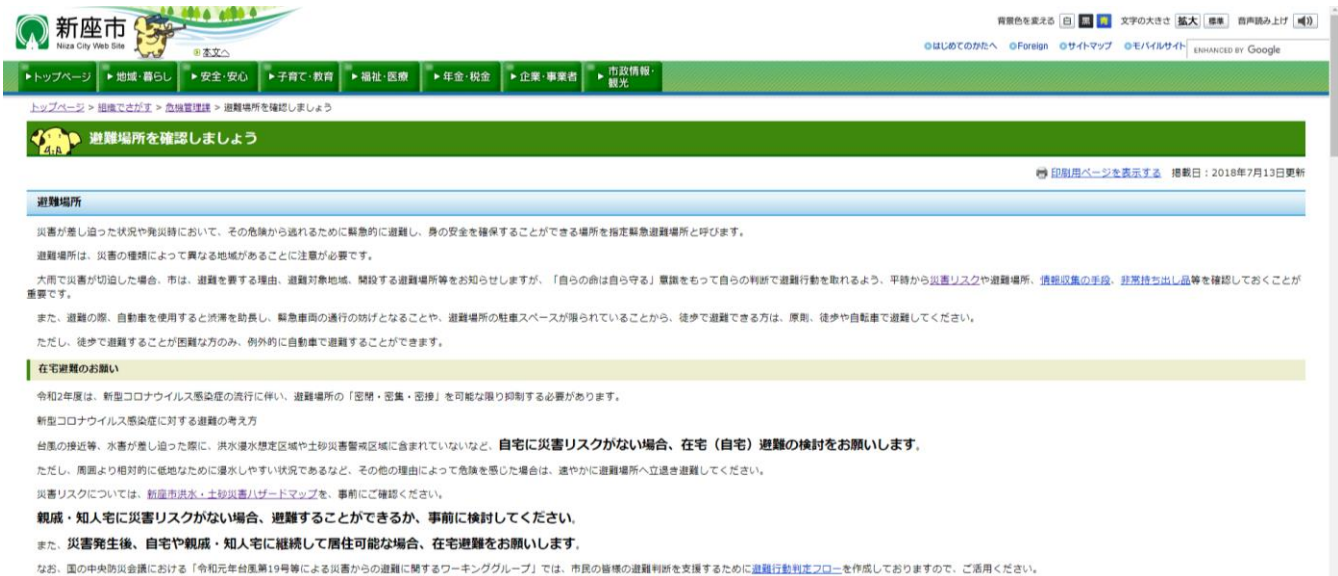 新座市
Niiza City Web Site
本文へ
背景色を変える 白 黒 青 文字の大きさ 拡大 標準 音声読み上げ
はじめてのかたへ Foreign サイトマップ モバイルサイト ENHANCED BY Google
トップページ 地域・暮らし 安全・安心 子育て・教育 福祉・医療 年金・税金 企業・事業者 市政情報・
観光
トップページ > 組織でさがす > 危機管理課 > 避難場所を確認しましょう
避難場所を確認しましょう
印刷用ページを表示する 掲載日:2018年7月13日更新
避難場所
災害が差し迫った状況や発災時において、その危険から逃れるために緊急的に避難し、身の安全を確保することができる場所を指定緊急避難場所と呼びます。
避難場所は、災害の種類によって異なる地域があることに注意が必要です。
大雨で災害が切迫した場合、市は、避難を要する理由、避難対象地域、開設する避難場所等をお知らせしますが、「自らの命は自ら守る」意識をもって自らの判断で避難行動を取れるよう、平時から災害リスクや避難場所、情報収集の手段、非常持ち出し品等を確認しておくことが
重要です。
また、避難の際、自動車を使用すると渋滞を助長し、緊急車両の通行の妨げとなることや、避難場所の駐車スペースが限られていることから、徒歩で避難できる方は、原則、徒歩や自転車で避難してください。
ただし、徒歩で避難することが困難な方のみ、例外的に自動車で避難することができます。
在宅避難のお願い
令和2年度は、新型コロナウイルス感染症の流行に伴い、避難場所の「密閉・密集・密接」を可能な限り抑制する必要があります。
新型コロナウイルス感染症に対する避難の考え方
台風の接近等、水害が差し迫った際に、洪水浸水想定区域や土砂災害警戒区域に含まれていないなど、自宅に災害リスクがない場合、在宅（自宅）避難の検討をお願いします。
ただし、周囲より相対的に低地なために浸水しやすい状況であるなど、その他の理由によって危険を感じた場合は、速やかに避難場所へ立退き避難してください。
災害リスクについては、新座市洪水・土砂災害ハザードマップを、事前にご確認ください。
親戚・知人宅に災害リスクがない場合、避難することができるか、事前に検討してください。
また、災害発生後、自宅や親戚・知人宅に継続して居住可能な場合、在宅避難をお願いします。
なお、国の中央防災会議における「令和元年台風第19号等による災害からの避難に関するワーキンググループ」では、市民の皆様の避難判断を支援するために避難行動判定フローを作成しておりますので、ご活用ください。